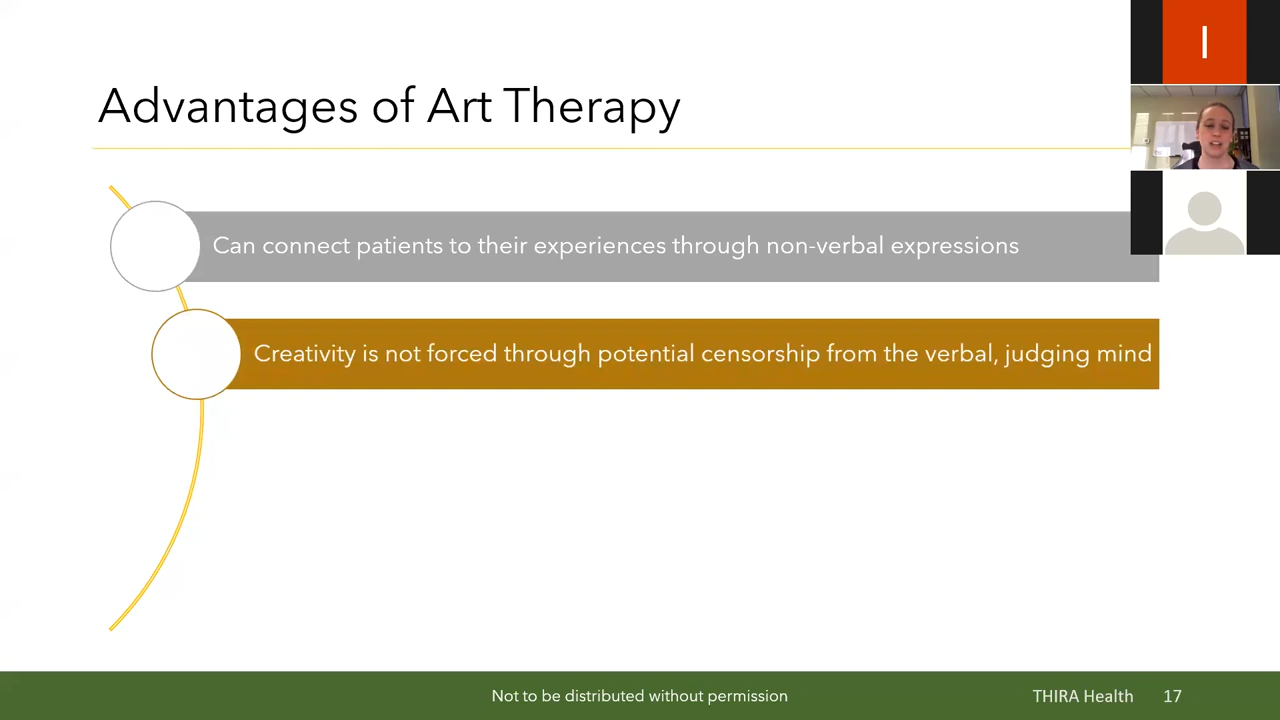 Advantages of Art Therapy
Can connect patients to their experiences through non-verbal expressions
Creativity is not forced through potential censorship from the verbal, judging mind
Not to be distributed without permission
THIRA Health 17
I